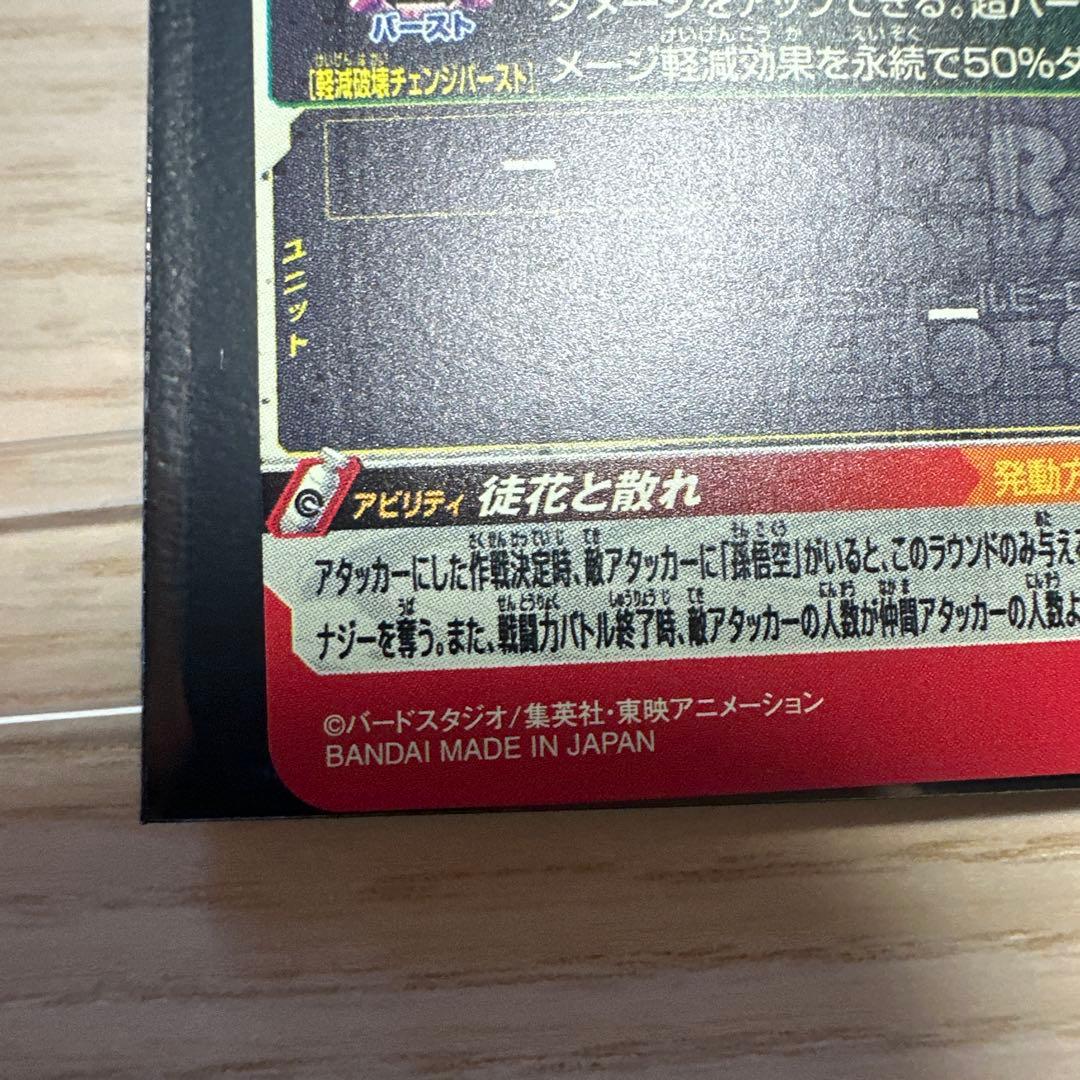 ダメージをアップできる。超バー
バースト
[軽減破壊チェンジバースト]
メージ軽減効果を永続で50%ダ
ユニット
アビリティ 徒花と散れ
発動方
アタッカーにした作戦決定時、敵アタッカーに「孫悟空」がいると、このラウンドのみ与え
ナジーを奪う。また、戦闘力バトル終了時、敵アタッカーの人数が仲間アタッカーの人数よ
©バードスタジオ/集英社・東映アニメーション
BANDAI MADE IN JAPAN